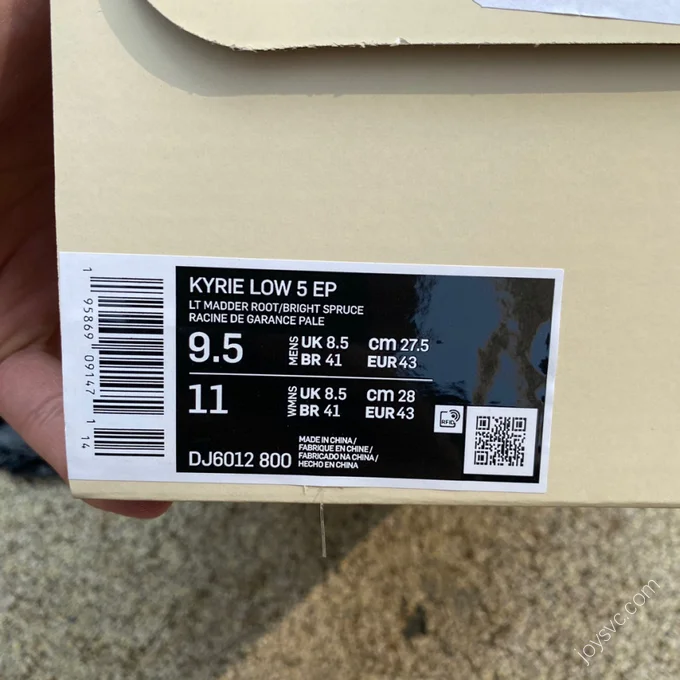 1 95869 09147 1 14
KYRIE LOW 5 EP
LT MADDER ROOT/BRIGHT SPRUCE
RACINE DE GARANCE PALE
9.5 MENS UK 8.5 cm 27.5
BR 41 EUR 43
11 WMNS UK 8.5 cm 28
BR 41 EUR 43
RFID
DJ6012 800
MADE IN CHINA/
FABRIQUE EN CHINE/
FABRICADO NA CHINA/
HECHO EN CHINA
joysvc.com